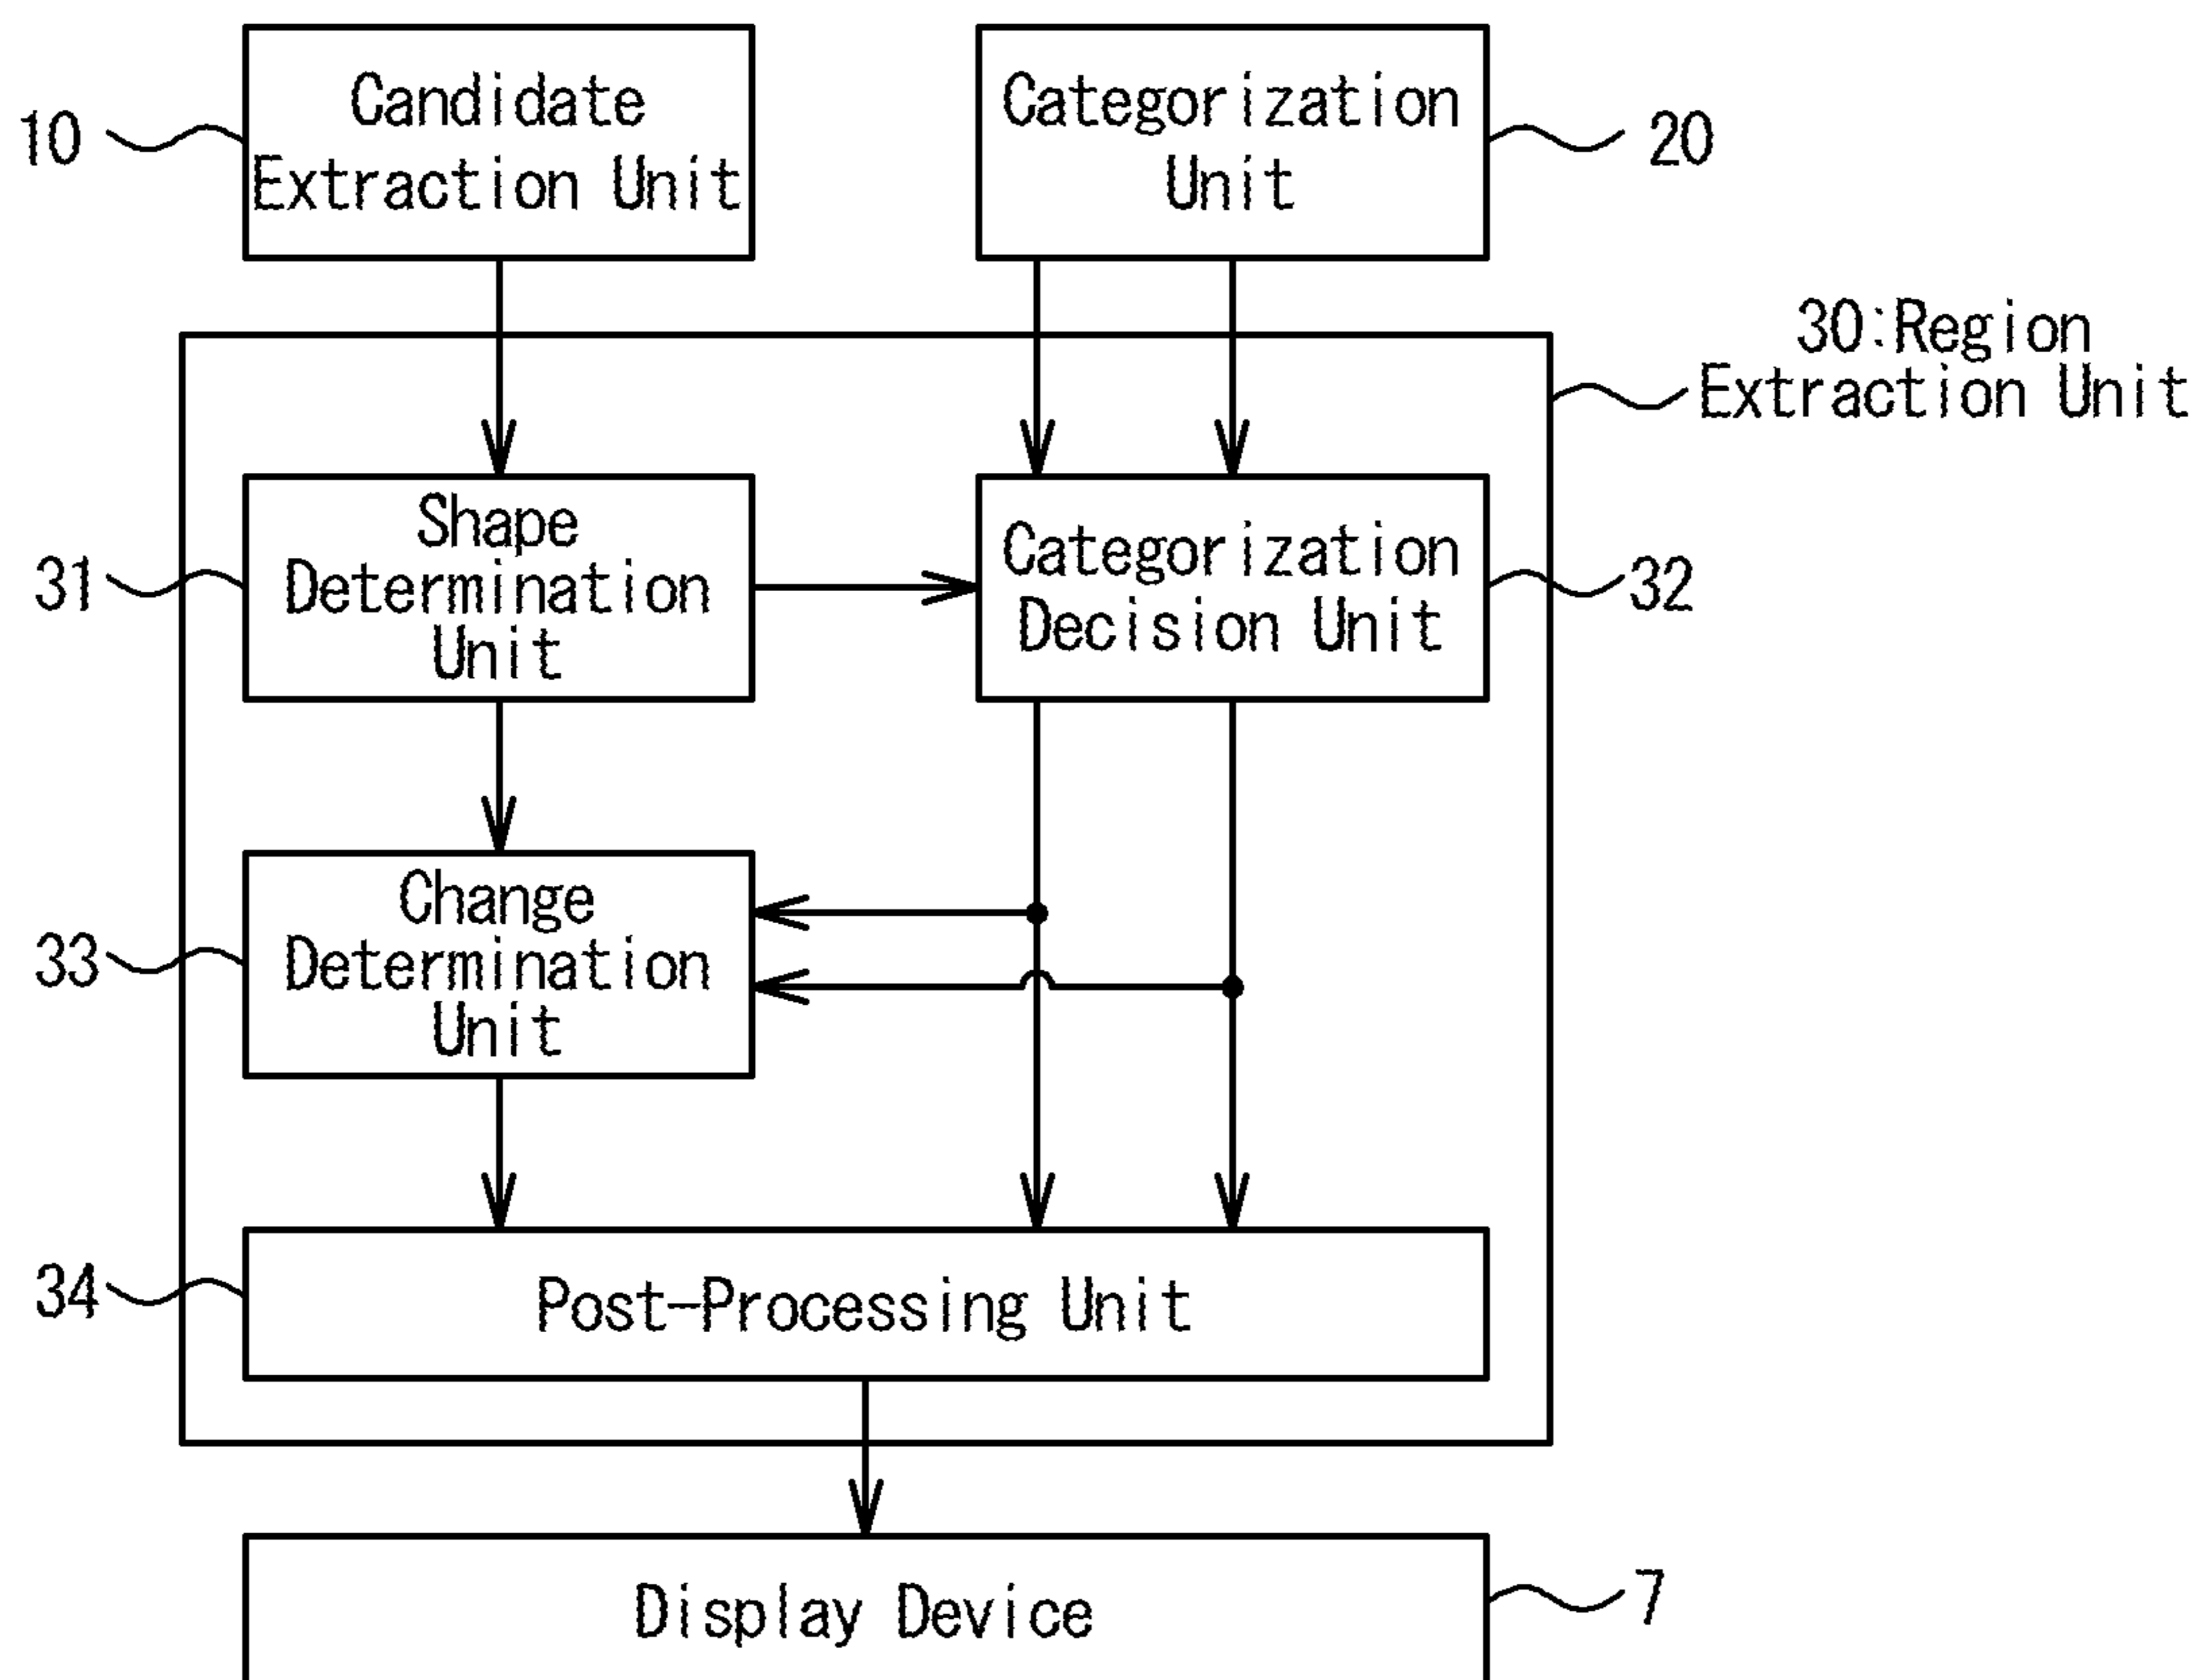 10
Candidate
Extraction Unit
Categorization
Unit
20
30:Region
Extraction Unit
31
Shape
Determination
Unit
Categorization
Decision Unit
32
33
Change
Determination
Unit
34
Post-Processing Unit
Display Device
7